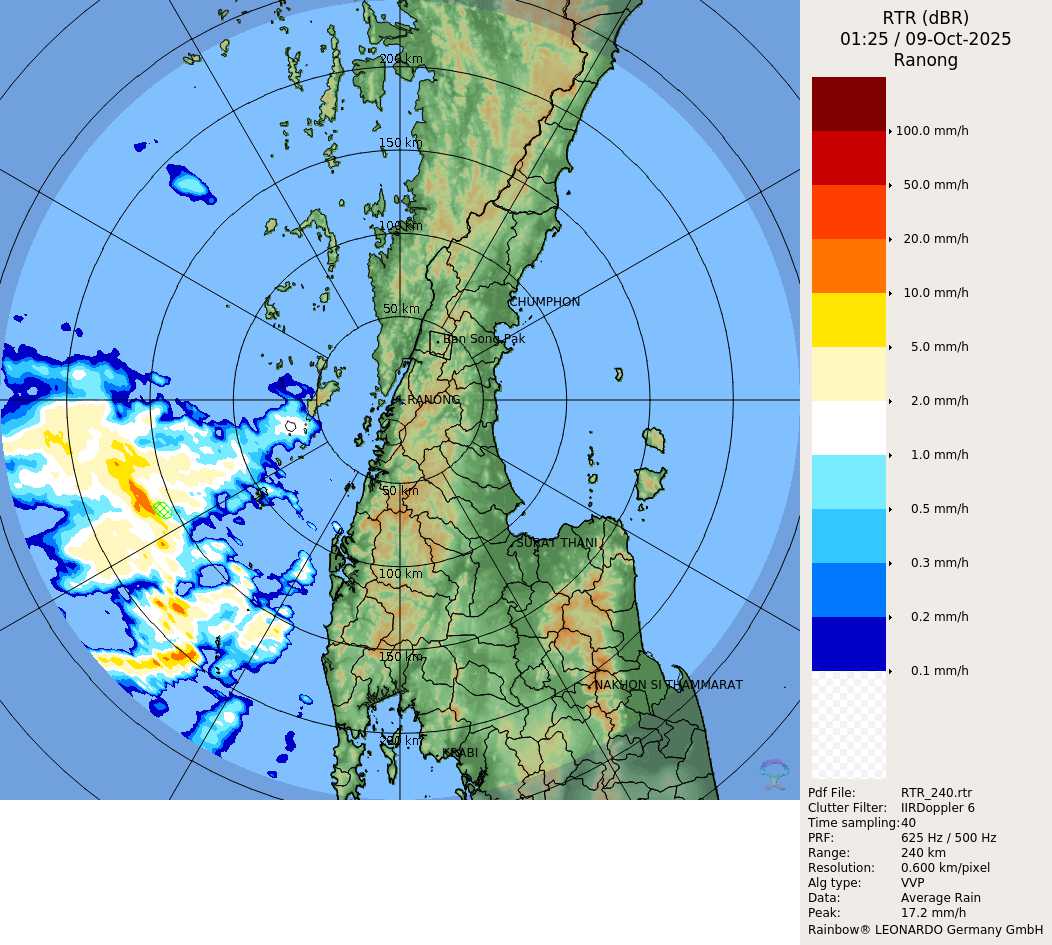 RTR (dBR)
01:25 / 09-Oct-2025
Ranong
100.0 mm/h
50.0 mm/h
20.0 mm/h
10.0 mm/h
5.0 mm/h
2.0 mm/h
1.0 mm/h
0.5 mm/h
0.3 mm/h
0.2 mm/h
0.1 mm/h
200 km
150 km
100 km
50 km
CHUMPHON
Ban Song Pak
RANONG
50 km
SURAT THANI
100 km
150 km
NAKHON SI THAMMARAT
200 km
KRABI
Pdf File: RTR_240.rtr
Clutter Filter: IIRDoppler 6
Time sampling:40
PRF: 625 Hz / 500 Hz
Range: 240 km
Resolution: 0.600 km/pixel
Alg type: VVP
Data: Average Rain
Peak: 17.2 mm/h
Rainbow® LEONARDO Germany GmbH